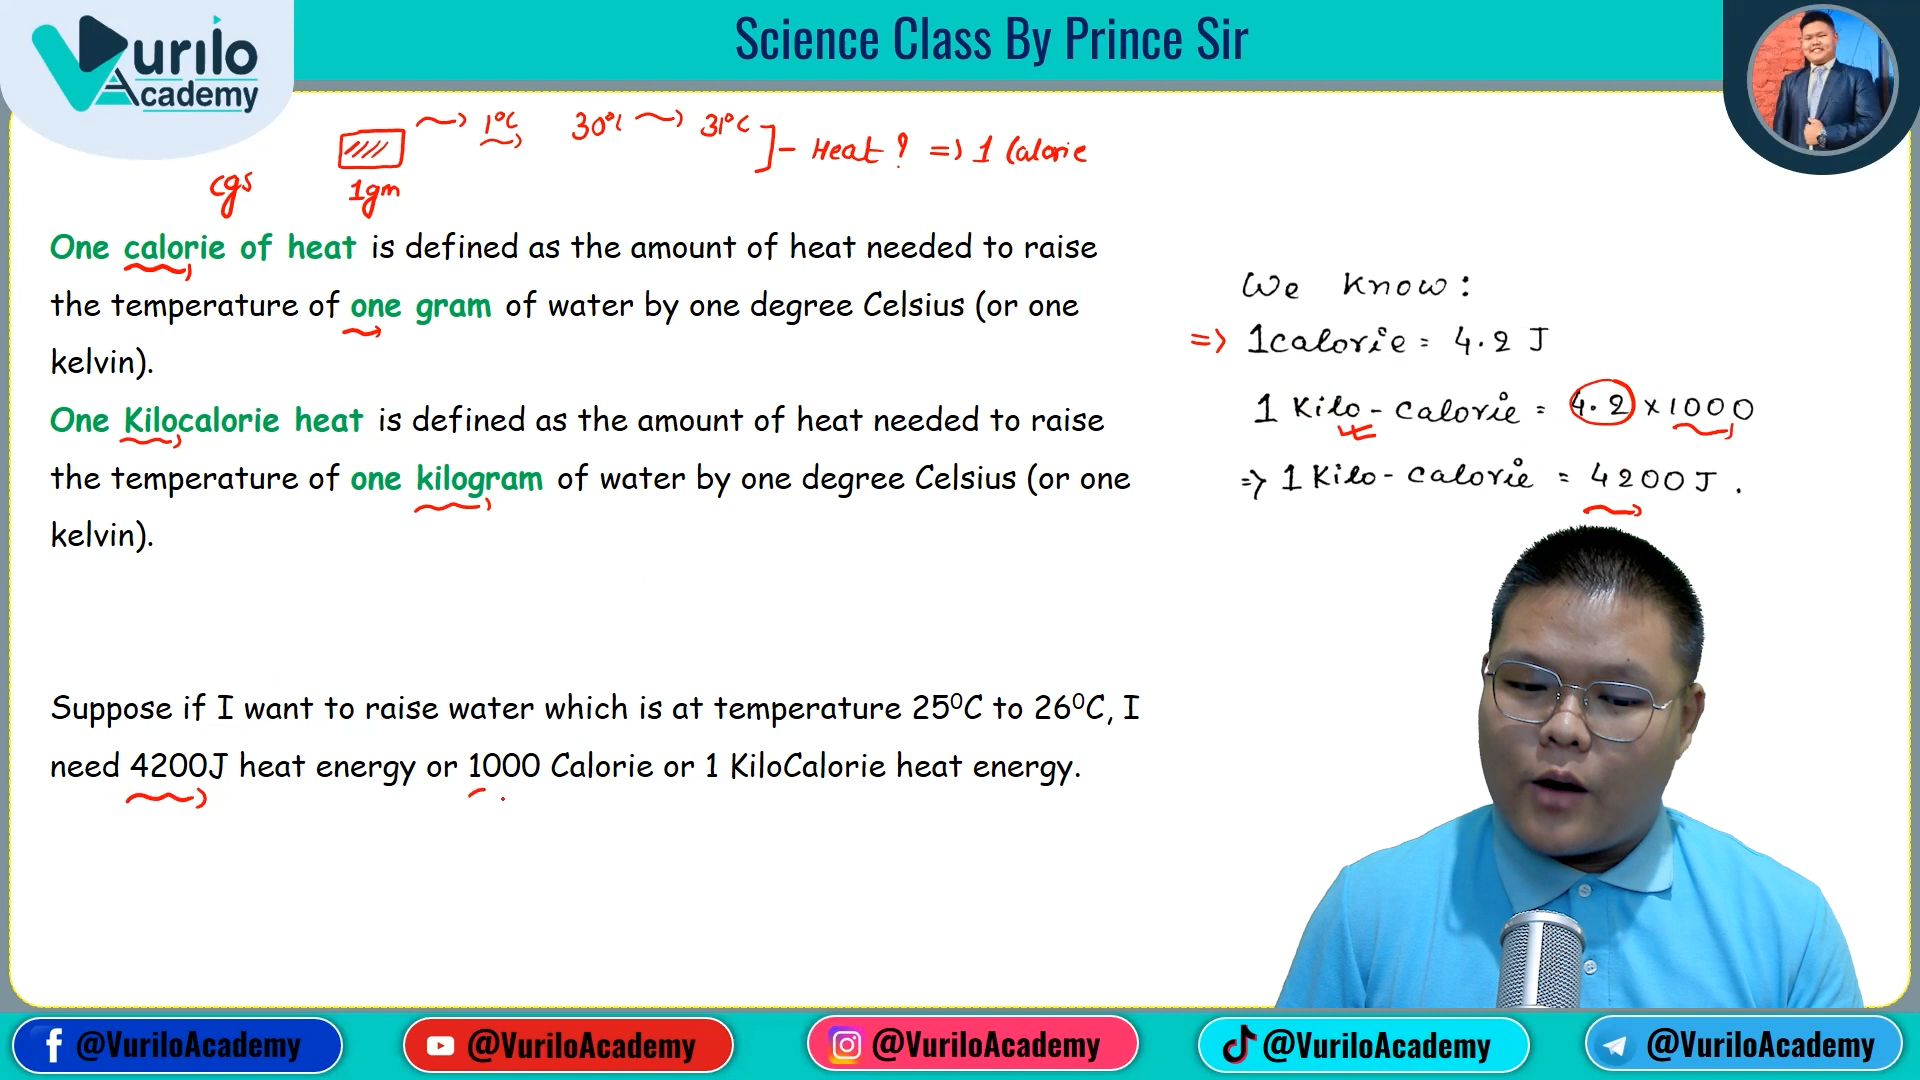 Vurilo
Academy
Science Class By Prince Sir
1°C 30°C 31°C
Heat ? => 1 Calorie
cgs
1gm
One calorie of heat is defined as the amount of heat needed to raise
the temperature of one gram of water by one degree Celsius (or one
kelvin).
One Kilocalorie heat is defined as the amount of heat needed to raise
the temperature of one kilogram of water by one degree Celsius (or one
kelvin).
We know:
=> 1calorie = 4.2 J
1 Kilo-calorie = 4.2 × 1000
=> 1 Kilo-calorie = 4200 J.
Suppose if I want to raise water which is at temperature 25⁰C to 26⁰C, I
need 4200J heat energy or 1000 Calorie or 1 KiloCalorie heat energy.
@VuriloAcademy
@VuriloAcademy
@VuriloAcademy
@VuriloAcademy
@VuriloAcademy